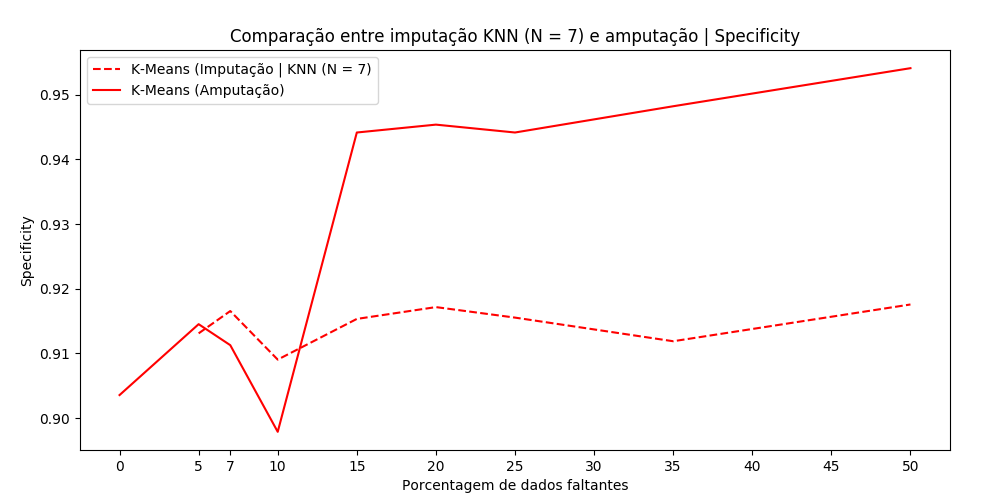 Comparação entre imputação KNN (N = 7) e amputação | Specificity
K-Means (Imputação | KNN (N = 7)
K-Means (Amputação)
0.95
0.94
0.93
0.92
0.91
0.90
Specificity
0 5 7 10 15 20 25 30 35 40 45 50
Porcentagem de dados faltantes